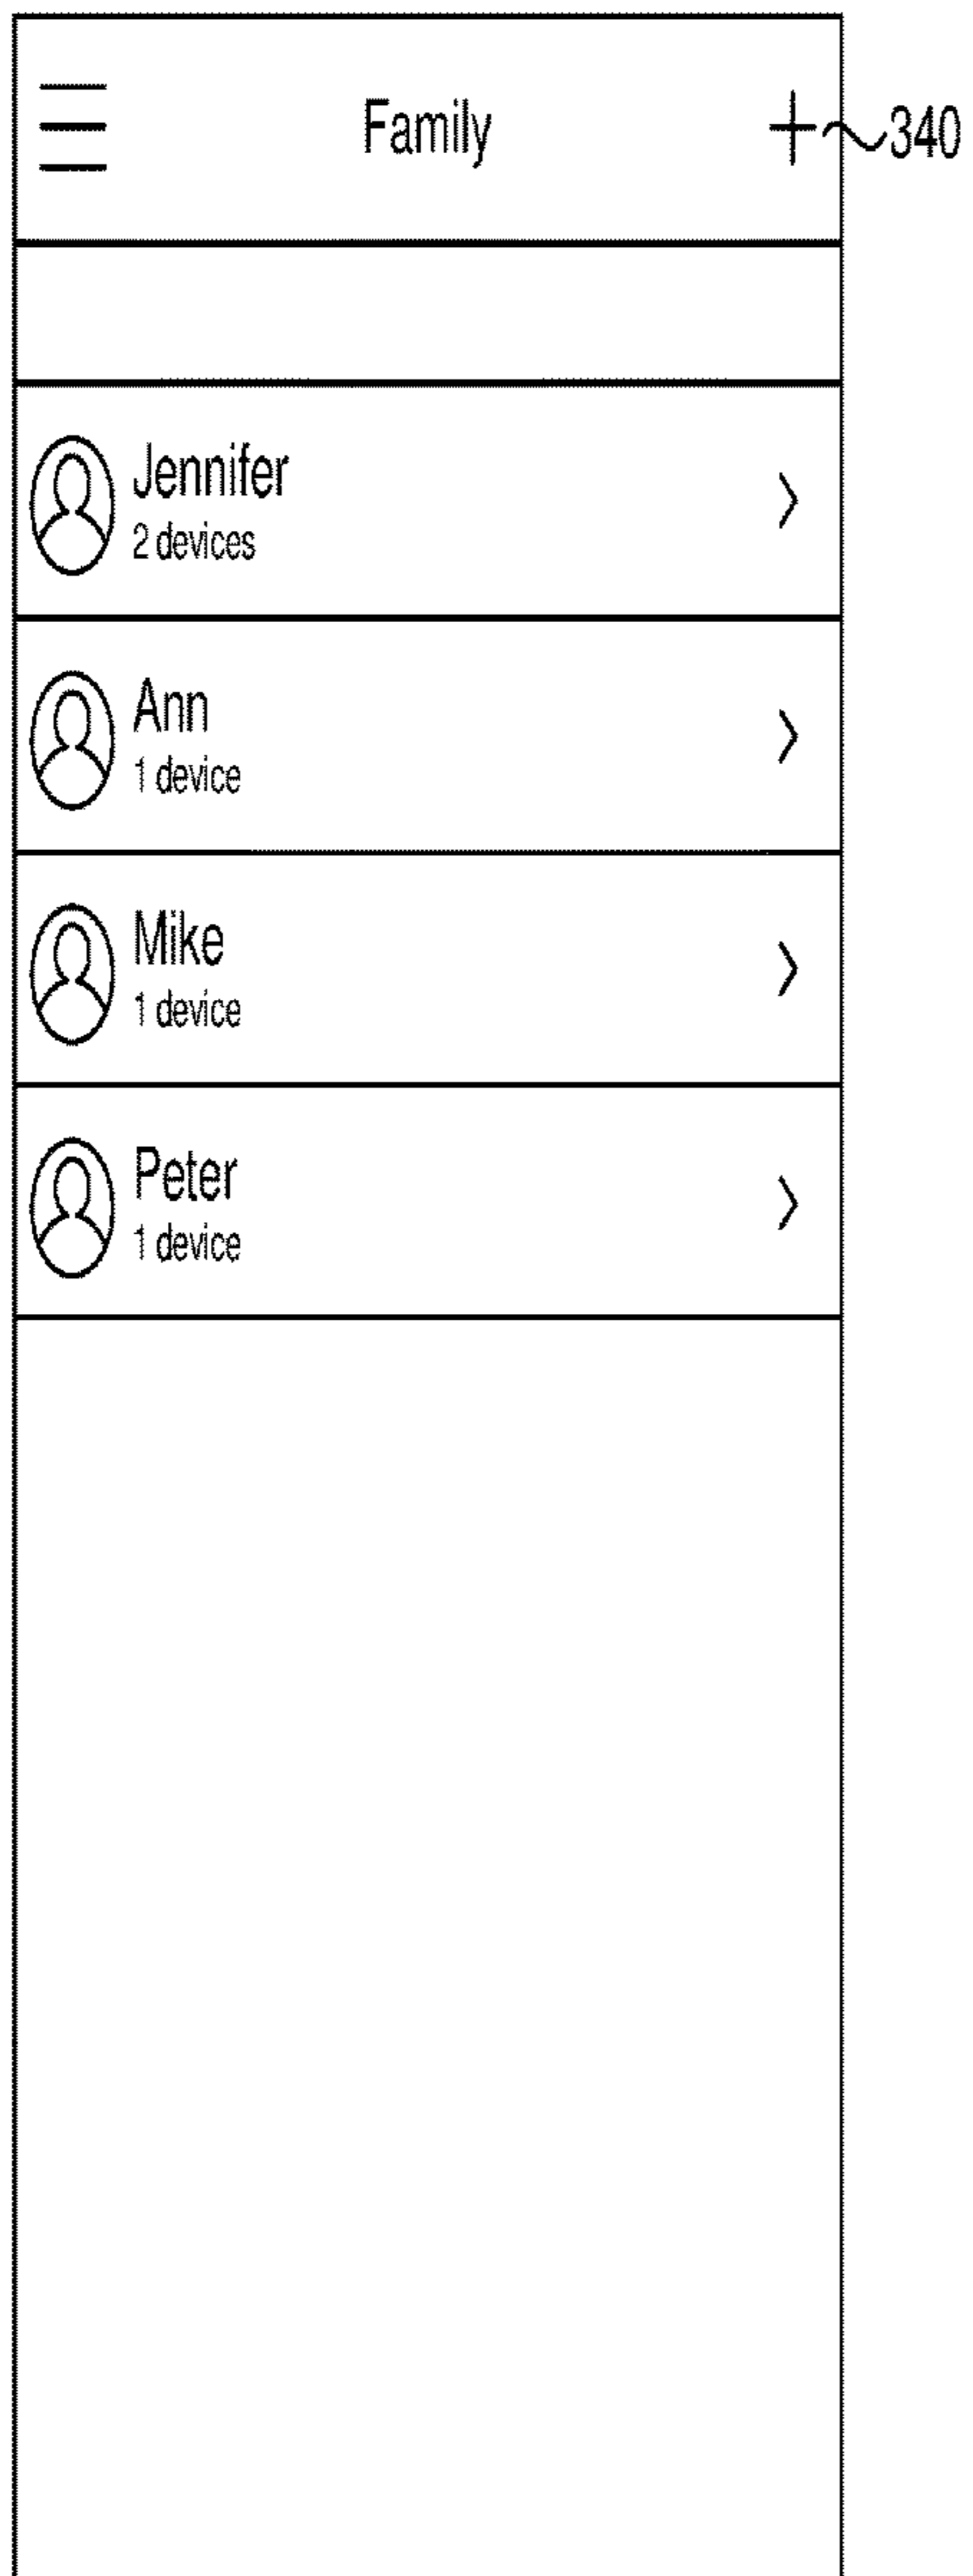 Family
340
Jennifer
2 devices
Ann
1 device
Mike
1 device
Peter
1 device